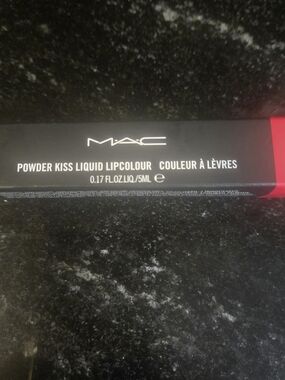 MAC
POWDER KISS LIQUID LIPCOLOUR COULEUR À LÈVRES
0.17 FL.OZ.LIQ./5ML ℮